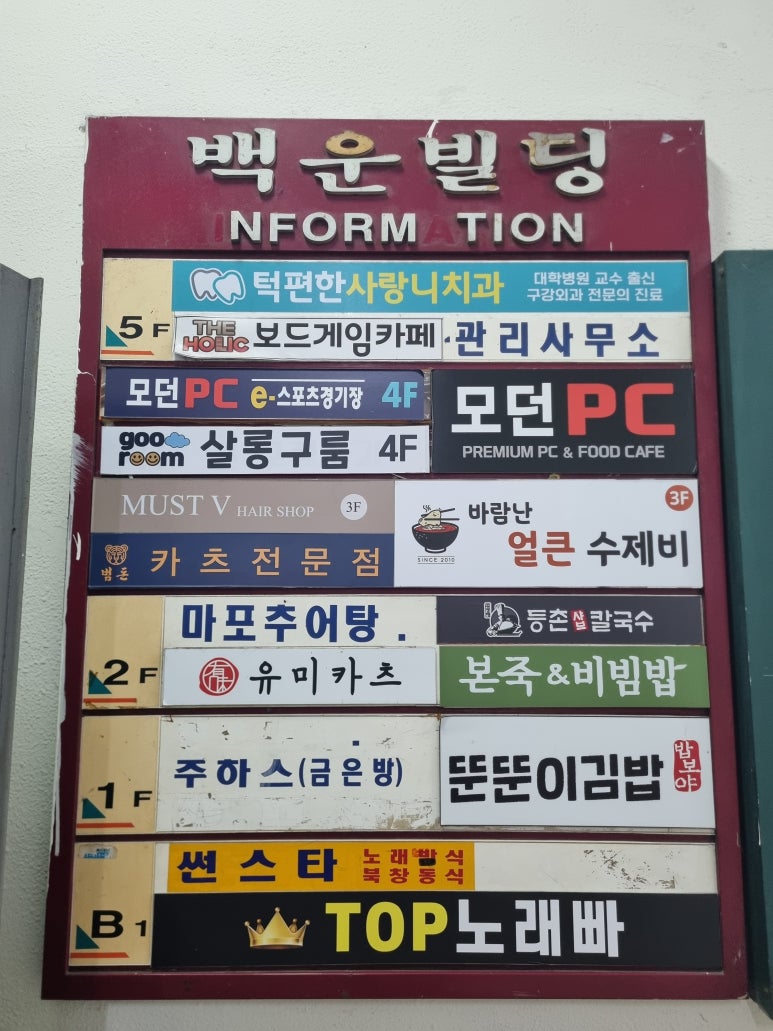 백운빌딩
INFORMATION
5 F
턱편한사랑니치과
대학병원 교수 출신
구강외과 전문의 진료
THE
HOLIC
보드게임카페
관리사무소
모던PC e-스포츠경기장 4F
goo
room
살롱구룸 4F
모던PC
PREMIUM PC & FOOD CAFE
MUST V HAIR SHOP 3F
범돈
카츠전문점
3F
바람난
얼큰 수제비
SINCE 2010
2 F
마포추어탕
등촌샤브칼국수
유미카츠
본죽&비빔밥
1 F
주하스(금은방)
뚠뚠이김밥
밥보야
B 1
썬스타
노래방식
북창동식
TOP노래빠